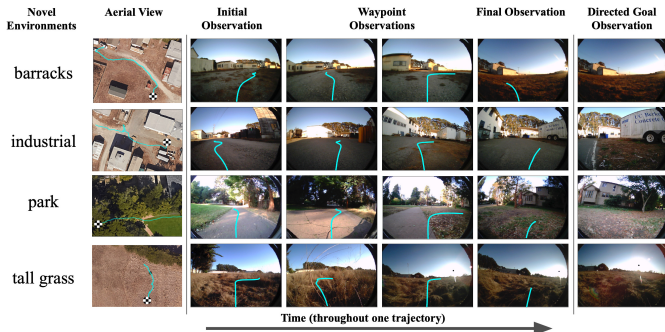 Novel
Environments
Aerial View
Initial
Observation
Waypoint
Observations
Final Observation
Directed Goal
Observation
barracks
industrial
park
tall grass
Time (throughout one trajectory)